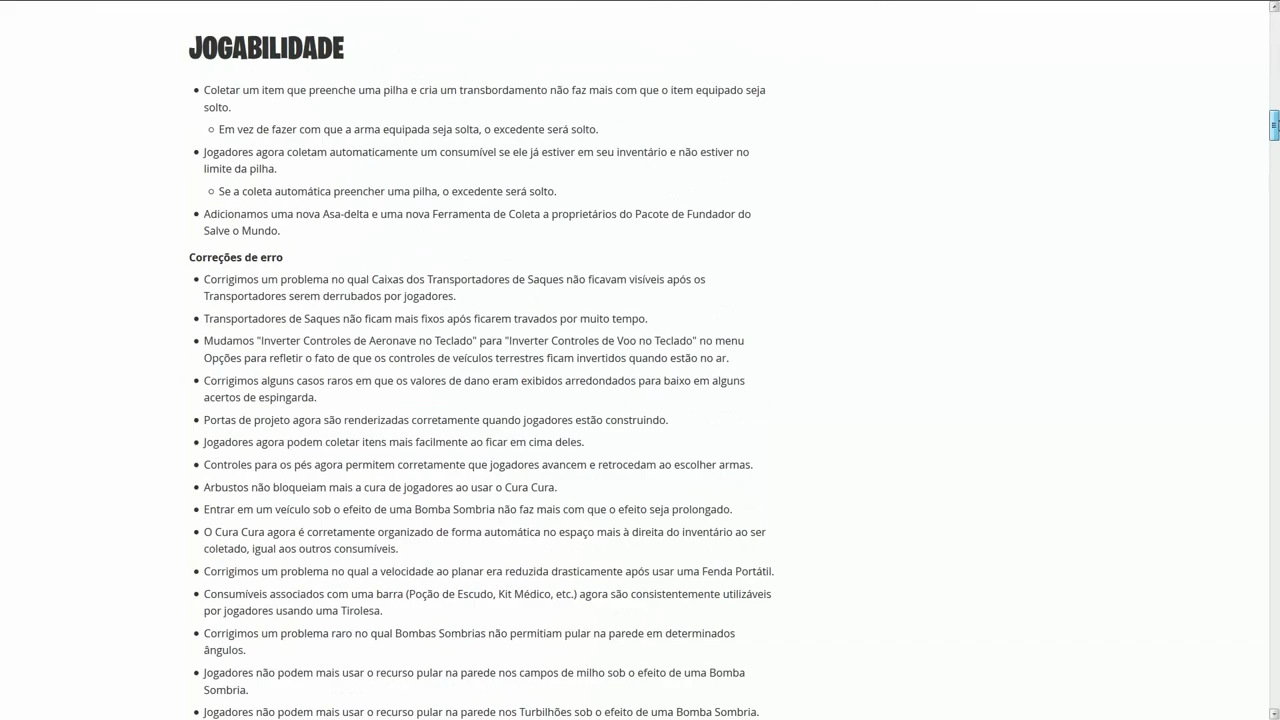 JOGABILIDADE
Coletar um item que preenche uma pilha e cria um transbordamento não faz mais com que o item equipado seja
solto.
Em vez de fazer com que a arma equipada seja solta, o excedente será solto.
Jogadores agora coletam automaticamente um consumível se ele já estiver em seu inventário e não estiver no
limite da pilha.
Se a coleta automática preencher uma pilha, o excedente será solto.
Adicionamos uma nova Asa-delta e uma nova Ferramenta de Coleta a proprietários do Pacote de Fundador do
Salve o Mundo.
Correções de erro
Corrigimos um problema no qual Caixas dos Transportadores de Saques não ficavam visíveis após os
Transportadores serem derrubados por jogadores.
Transportadores de Saques não ficam mais fixos após ficarem travados por muito tempo.
Mudamos "Inverter Controles de Aeronave no Teclado" para "Inverter Controles de Voo no Teclado" no menu
Opções para refletir o fato de que os controles de veículos terrestres ficam invertidos quando estão no ar.
Corrigimos alguns casos raros em que os valores de dano eram exibidos arredondados para baixo em alguns
acertos de espingarda.
Portas de projeto agora são renderizadas corretamente quando jogadores estão construindo.
Jogadores agora podem coletar itens mais facilmente ao ficar em cima deles.
Controles para os pés agora permitem corretamente que jogadores avancem e retrocedam ao escolher armas.
Arbustos não bloqueiam mais a cura de jogadores ao usar o Cura Cura.
Entrar em um veículo sob o efeito de uma Bomba Sombria não faz mais com que o efeito seja prolongado.
O Cura Cura agora é corretamente organizado de forma automática no espaço mais à direita do inventário ao ser
coletado, igual aos outros consumíveis.
Corrigimos um problema no qual a velocidade ao planar era reduzida drasticamente após usar uma Fenda Portátil.
Consumíveis associados com uma barra (Poção de Escudo, Kit Médico, etc.) agora são consistentemente utilizáveis
por jogadores usando uma Tirolesa.
Corrigimos um problema raro no qual Bombas Sombrias não permitiam pular na parede em determinados
ângulos.
Jogadores não podem mais usar o recurso pular na parede nos campos de milho sob o efeito de uma Bomba
Sombria.
Jogadores não podem mais usar o recurso pular na parede nos Turbilhões sob o efeito de uma Bomba Sombria.